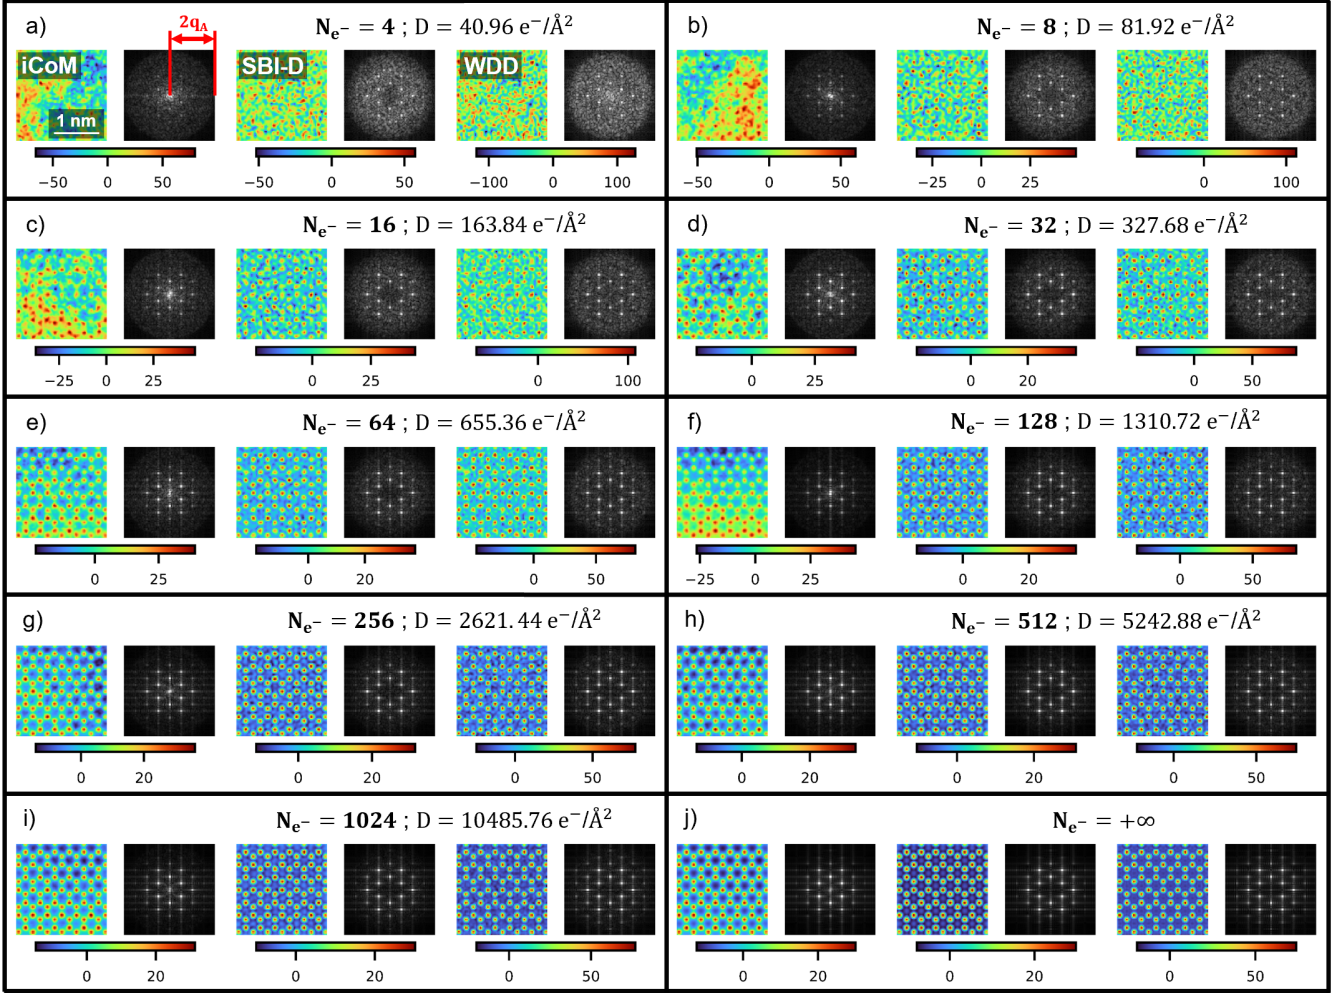 a) N_e⁻ = 4 ; D = 40.96 e⁻/Å²
2q_A
iCoM SBI-D WDD
1 nm
−50 0 50 −50 0 50 −100 0 100
b) N_e⁻ = 8 ; D = 81.92 e⁻/Å²
−50 0 50 −25 0 25 0 100
c) N_e⁻ = 16 ; D = 163.84 e⁻/Å²
−25 0 25 0 25 0 100
d) N_e⁻ = 32 ; D = 327.68 e⁻/Å²
0 25 0 20 0 50
e) N_e⁻ = 64 ; D = 655.36 e⁻/Å²
0 25 0 20 0 50
f) N_e⁻ = 128 ; D = 1310.72 e⁻/Å²
−25 0 25 0 20 0 50
g) N_e⁻ = 256 ; D = 2621.44 e⁻/Å²
0 20 0 20 0 50
h) N_e⁻ = 512 ; D = 5242.88 e⁻/Å²
0 20 0 20 0 50
i) N_e⁻ = 1024 ; D = 10485.76 e⁻/Å²
0 20 0 20 0 50
j) N_e⁻ = +∞
0 20 0 20 0 50